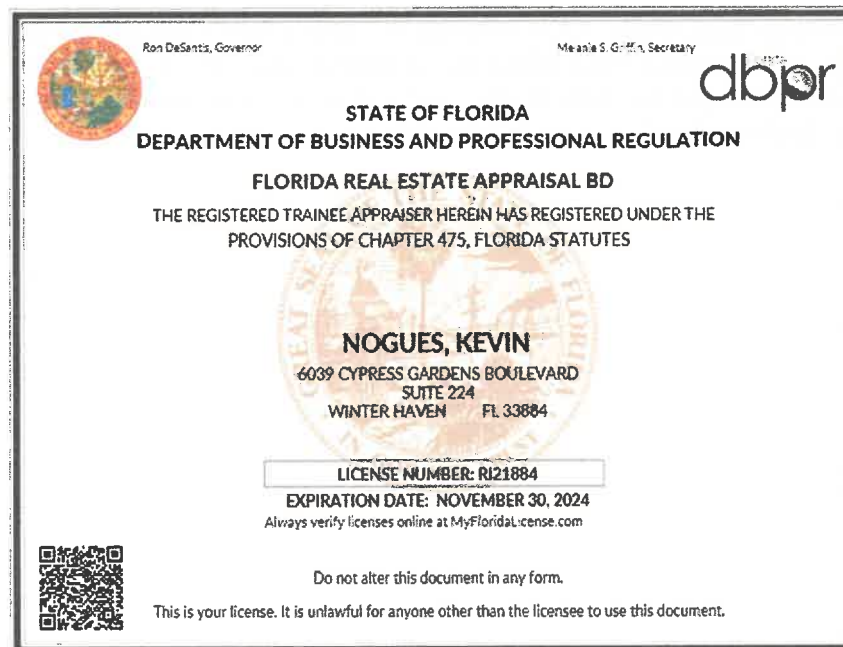 Ron DeSantis, Governor
Melanie S. Griffin, Secretary
dbpr
STATE OF FLORIDA
DEPARTMENT OF BUSINESS AND PROFESSIONAL REGULATION
FLORIDA REAL ESTATE APPRAISAL BD
THE REGISTERED TRAINEE APPRAISER HEREIN HAS REGISTERED UNDER THE
PROVISIONS OF CHAPTER 475, FLORIDA STATUTES
NOGUES, KEVIN
6039 CYPRESS GARDENS BOULEVARD
SUITE 224
WINTER HAVEN FL 33884
LICENSE NUMBER: RI21884
EXPIRATION DATE: NOVEMBER 30, 2024
Always verify licenses online at MyFloridaLicense.com
Do not alter this document in any form.
This is your license. It is unlawful for anyone other than the licensee to use this document.